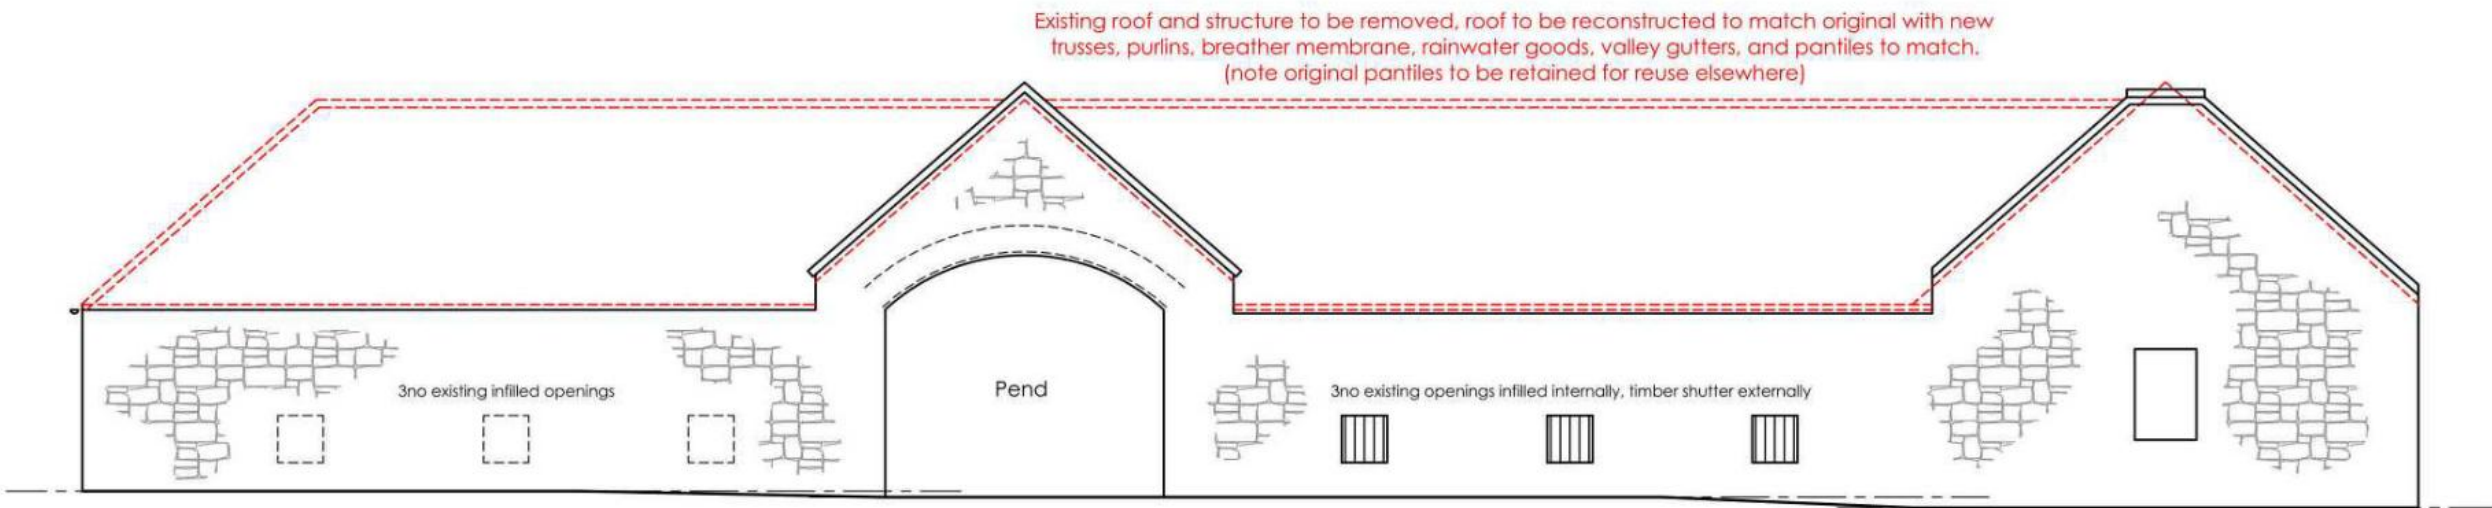 Existing roof and structure to be removed, roof to be reconstructed to match original with new
trusses, purlins, breather membrane, rainwater goods, valley gutters, and pantiles to match.
(note original pantiles to be retained for reuse elsewhere)
3no existing infilled openings
Pend
3no existing openings infilled internally, timber shutter externally